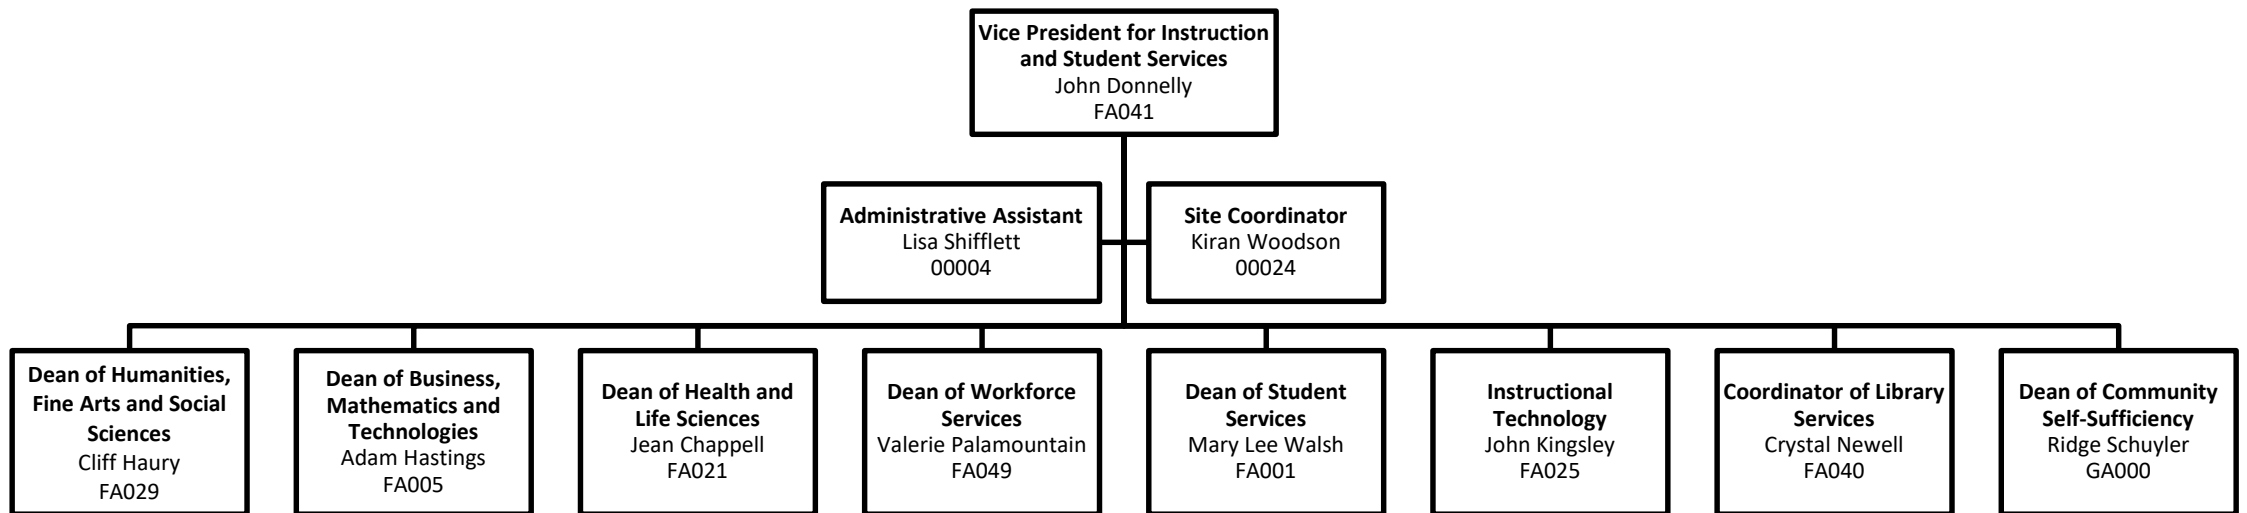 Vice President for Instruction
and Student Services
John Donnelly
FA041
Administrative Assistant
Lisa Shifflett
00004
Site Coordinator
Kiran Woodson
00024
Dean of Humanities,
Fine Arts and Social
Sciences
Cliff Haury
FA029
Dean of Business,
Mathematics and
Technologies
Adam Hastings
FA005
Dean of Health and
Life Sciences
Jean Chappell
FA021
Dean of Workforce
Services
Valerie Palamountain
FA049
Dean of Student
Services
Mary Lee Walsh
FA001
Instructional
Technology
John Kingsley
FA025
Coordinator of Library
Services
Crystal Newell
FA040
Dean of Community
Self-Sufficiency
Ridge Schuyler
GA000